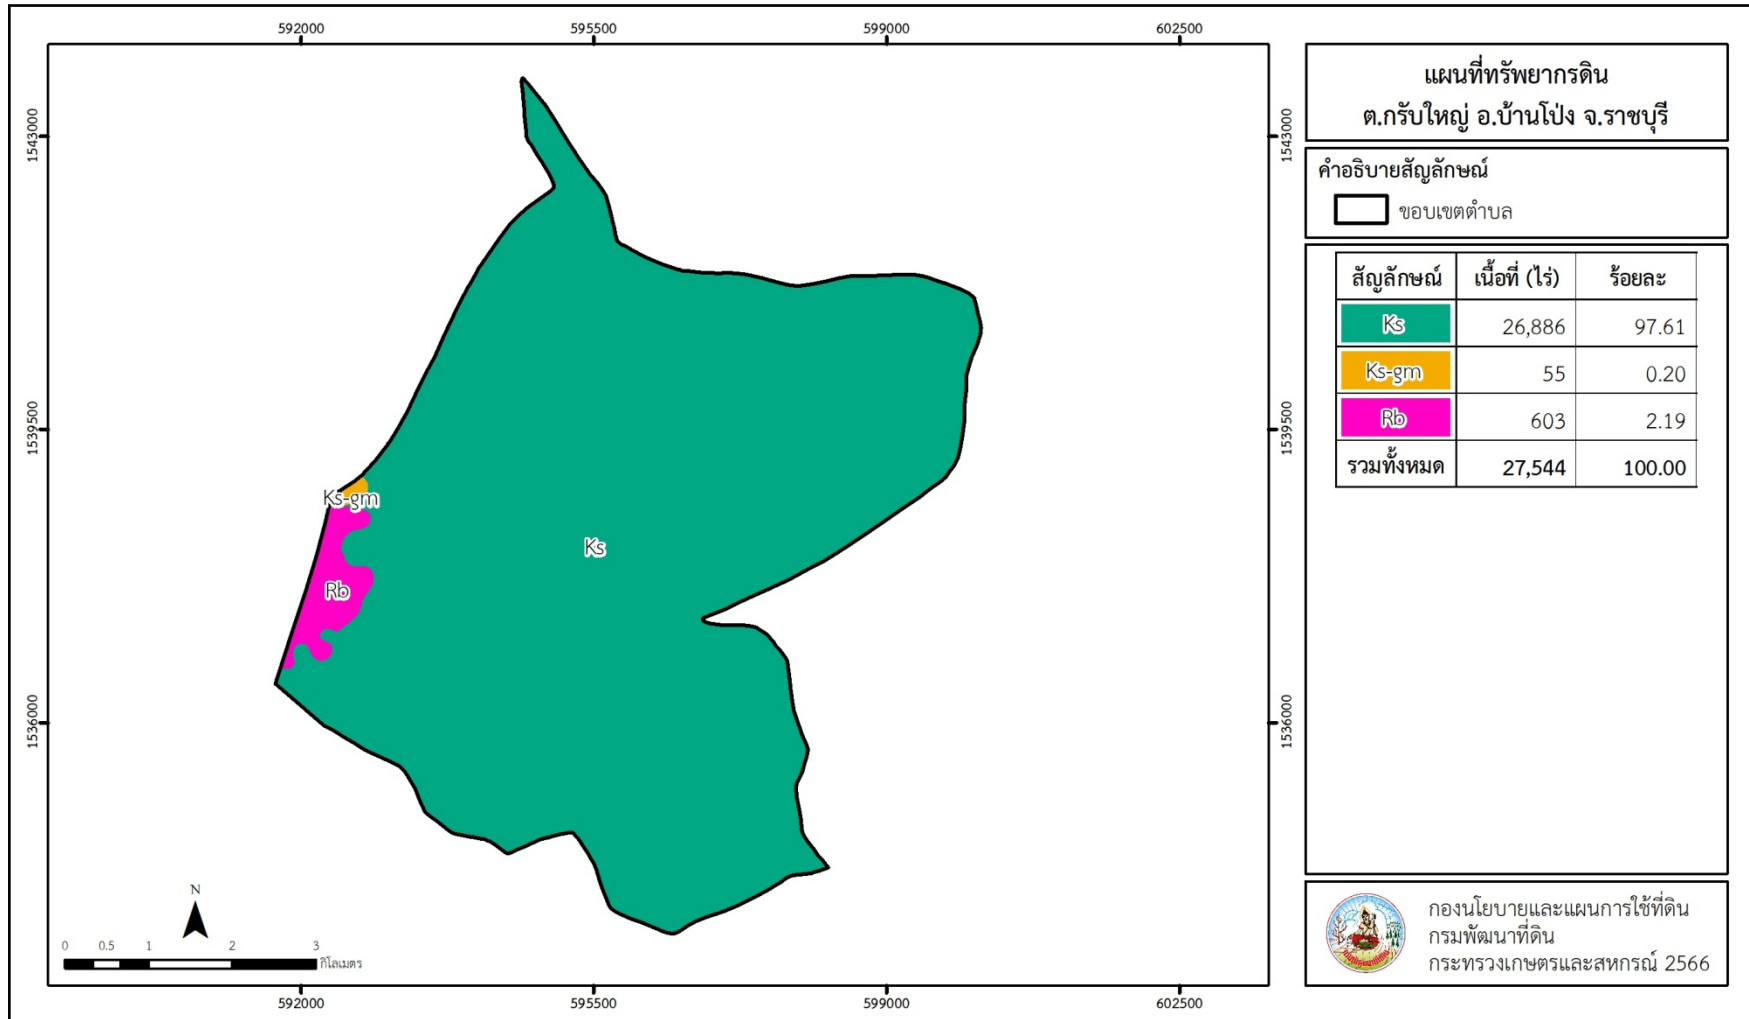 592000
595500
599000
602500
1543000
1539500
1536000
1543000
1539500
1536000
592000
595500
599000
602500
Ks-gm
Ks
Rb
N
0 0.5 1 2 3
กิโลเมตร
แผนที่ทรัพยากรดิน
ต.กรับใหญ่ อ.บ้านโป่ง จ.ราชบุรี
คำอธิบายสัญลักษณ์
ขอบเขตตำบล
สัญลักษณ์ เนื้อที่ (ไร่) ร้อยละ
Ks 26,886 97.61
Ks-gm 55 0.20
Rb 603 2.19
รวมทั้งหมด 27,544 100.00
กองนโยบายและแผนการใช้ที่ดิน
กรมพัฒนาที่ดิน
กระทรวงเกษตรและสหกรณ์ 2566